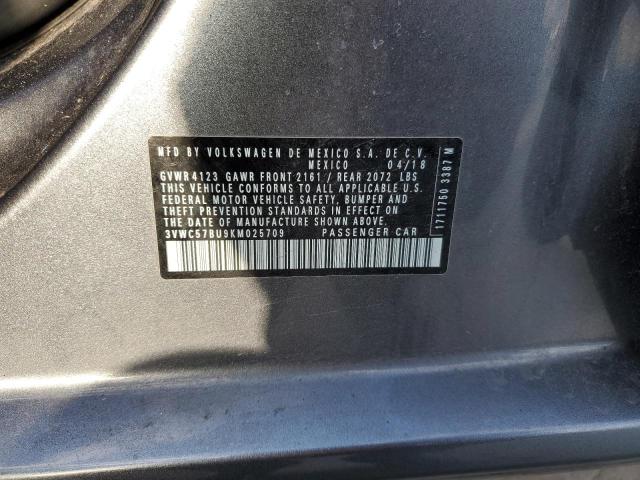 MFD BY VOLKSWAGEN DE MEXICO S.A. DE C.V.
MEXICO 04/18
GVWR 4123 GAWR FRONT 2161 / REAR 2072 LBS
THIS VEHICLE CONFORMS TO ALL APPLICABLE U.S.
FEDERAL MOTOR VEHICLE SAFETY, BUMPER AND
THEFT PREVENTION STANDARDS IN EFFECT ON
THE DATE OF MANUFACTURE SHOWN ABOVE.
3VWC57BU9KM025709 PASSENGER CAR
1711750 3387 M